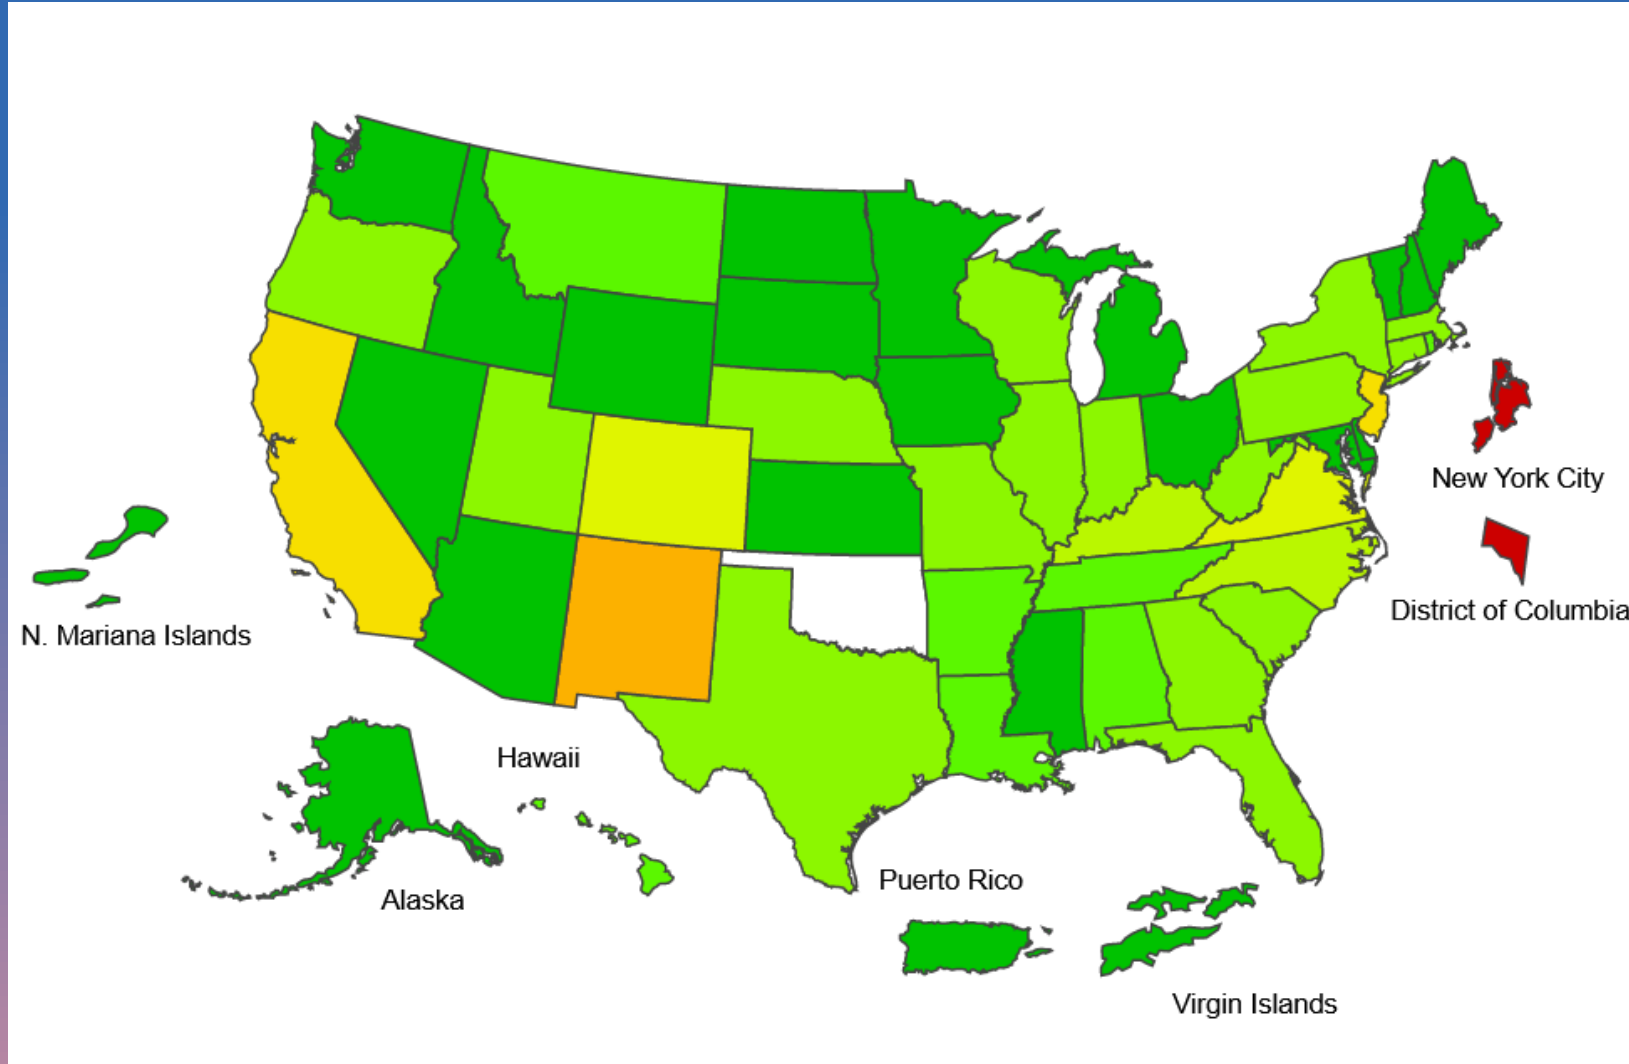 New York City
District of Columbia
N. Mariana Islands
Hawaii
Alaska
Puerto Rico
Virgin Islands